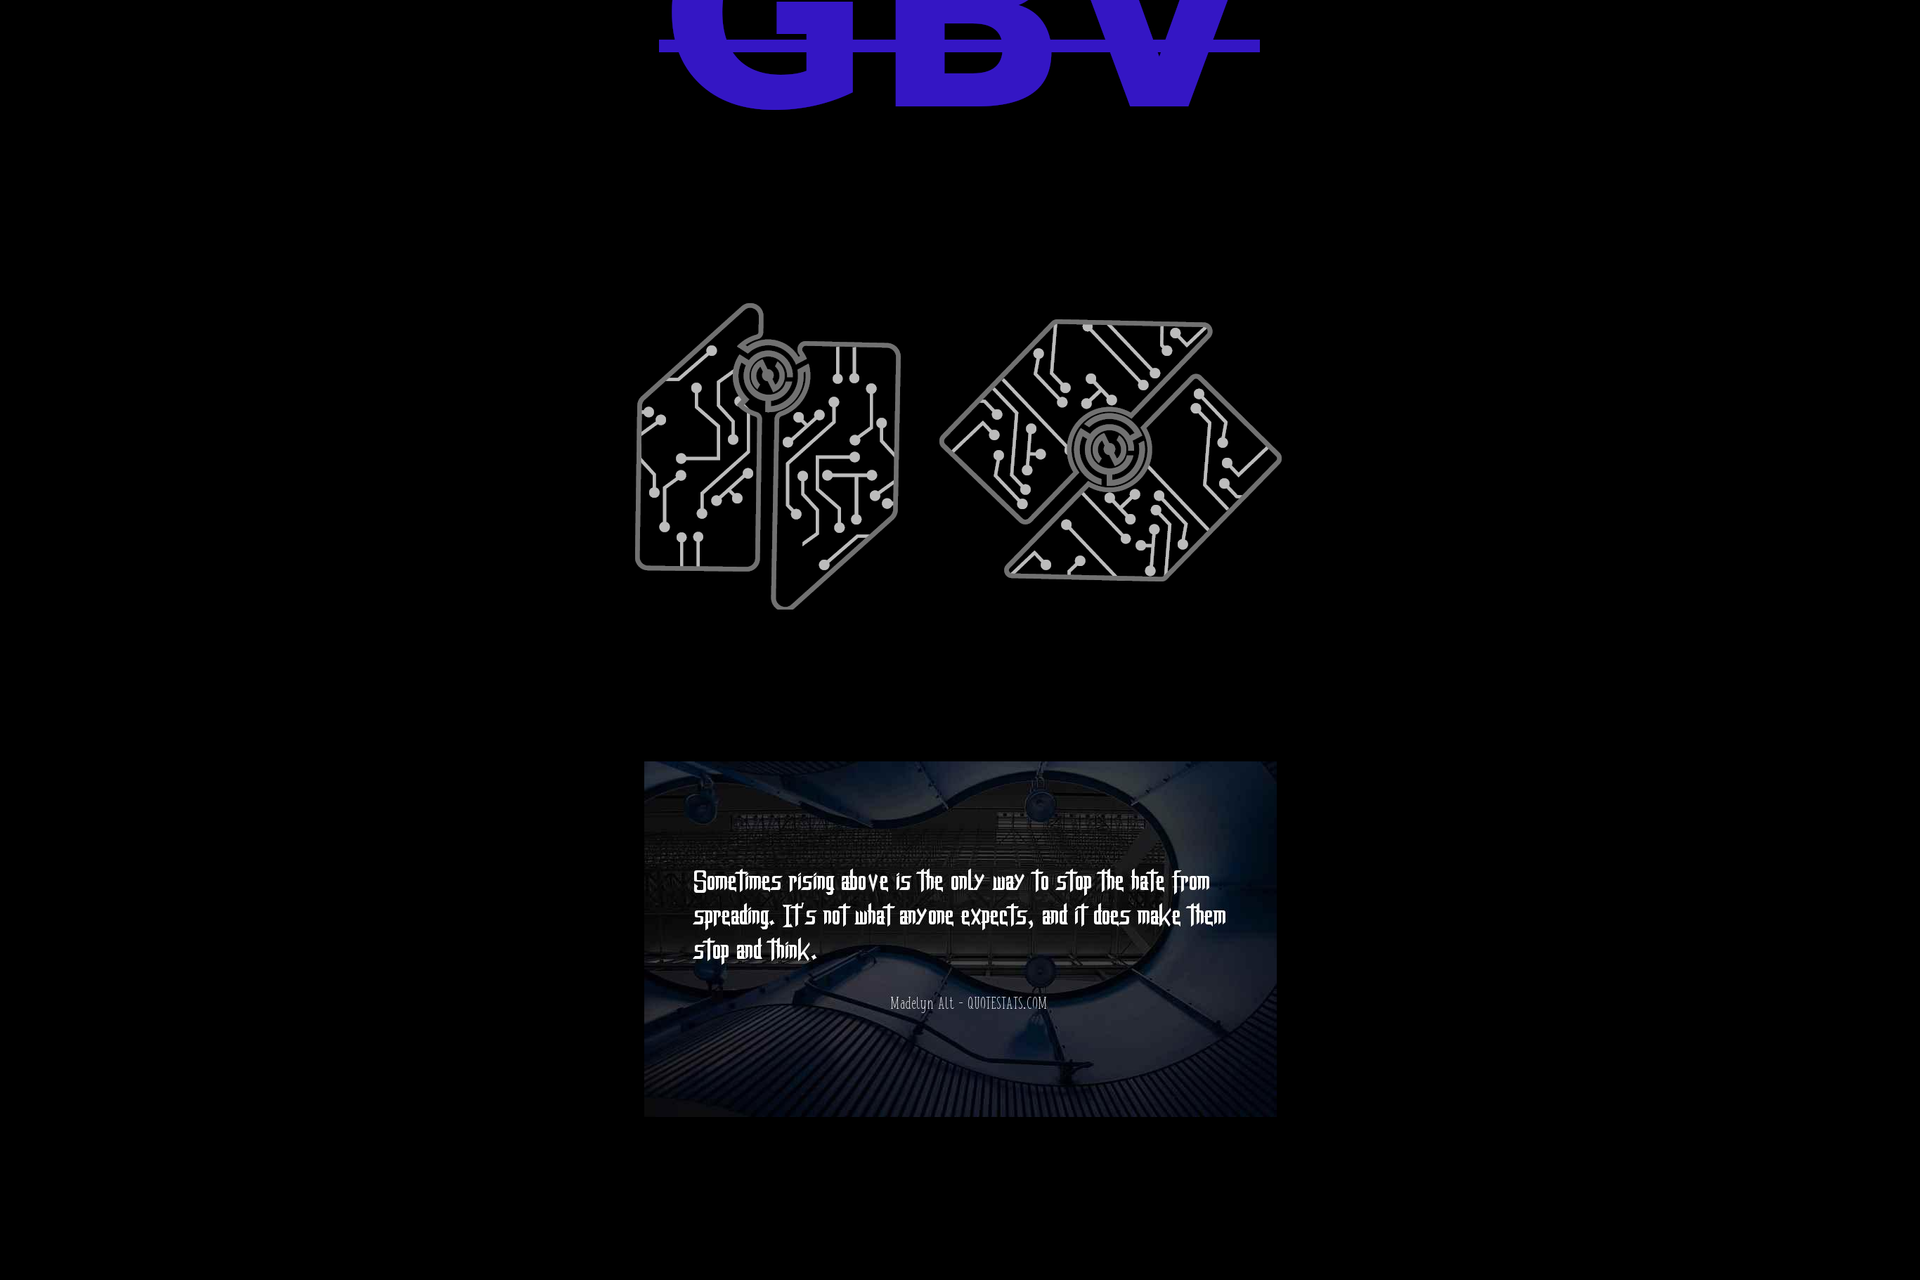 GBV
Sometimes rising above is the only way to stop the hate from
spreading. It's not what anyone expects, and it does make them
stop and think.
Madelyn Alt - QUOTESTATS.COM